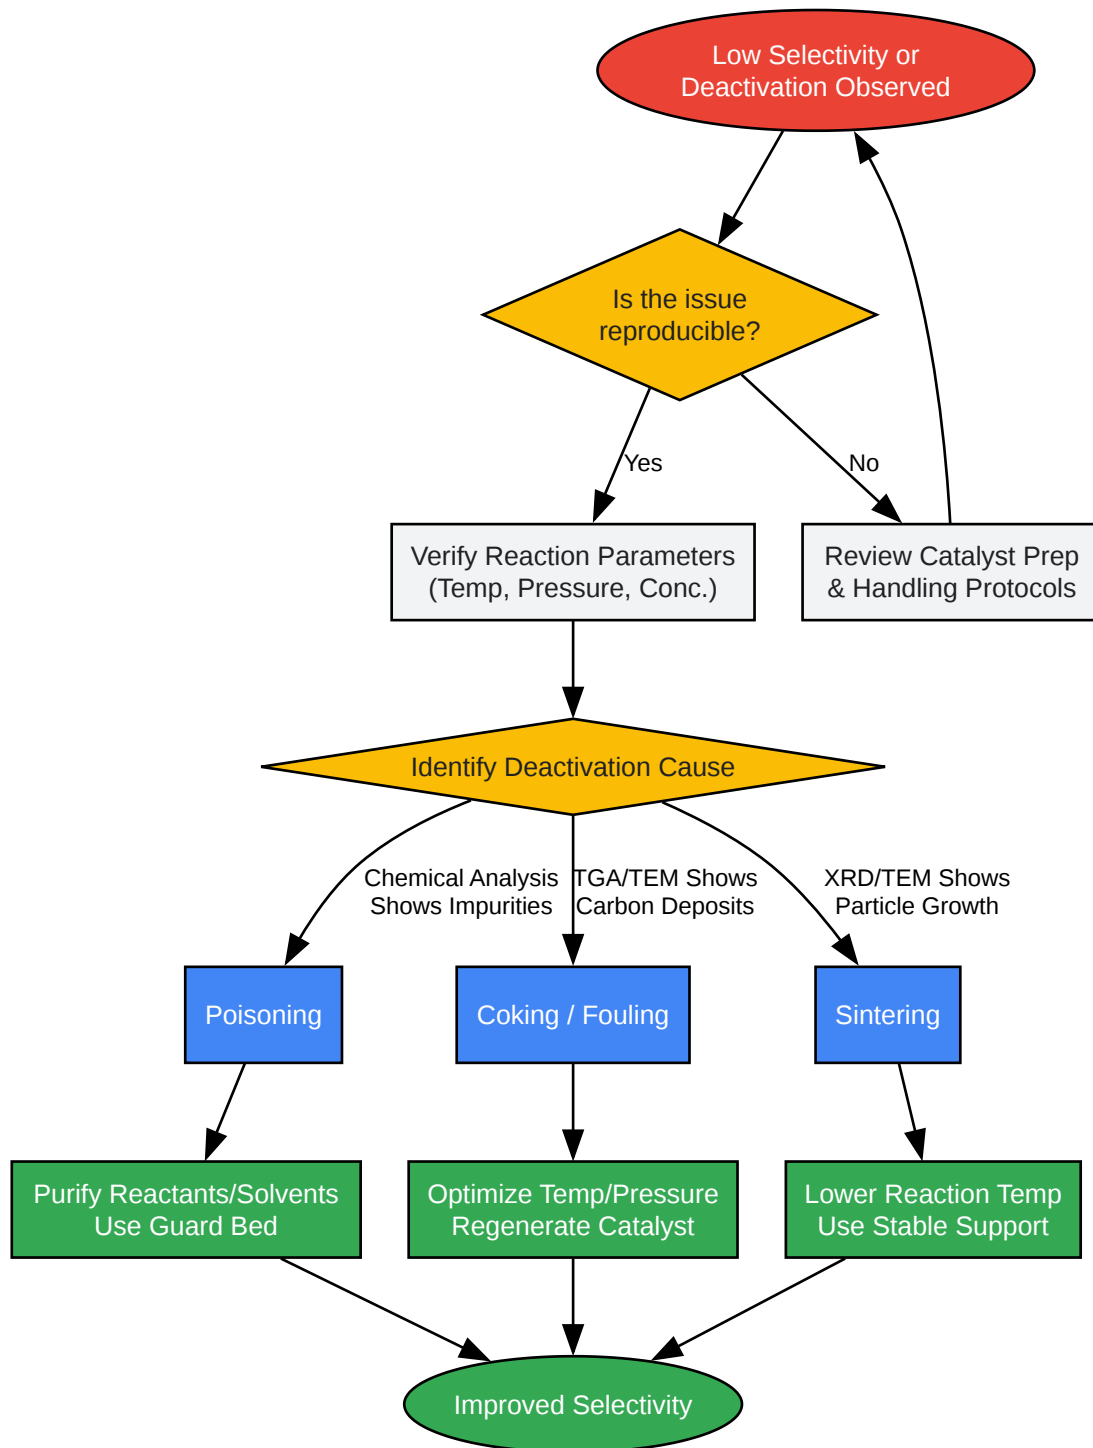 Low Selectivity or
Deactivation Observed
Is the issue
reproducible?
Yes
No
Verify Reaction Parameters
(Temp, Pressure, Conc.)
Review Catalyst Prep
& Handling Protocols
Identify Deactivation Cause
Chemical Analysis
Shows Impurities
TGA/TEM Shows
Carbon Deposits
XRD/TEM Shows
Particle Growth
Poisoning
Coking / Fouling
Sintering
Purify Reactants/Solvents
Use Guard Bed
Optimize Temp/Pressure
Regenerate Catalyst
Lower Reaction Temp
Use Stable Support
Improved Selectivity